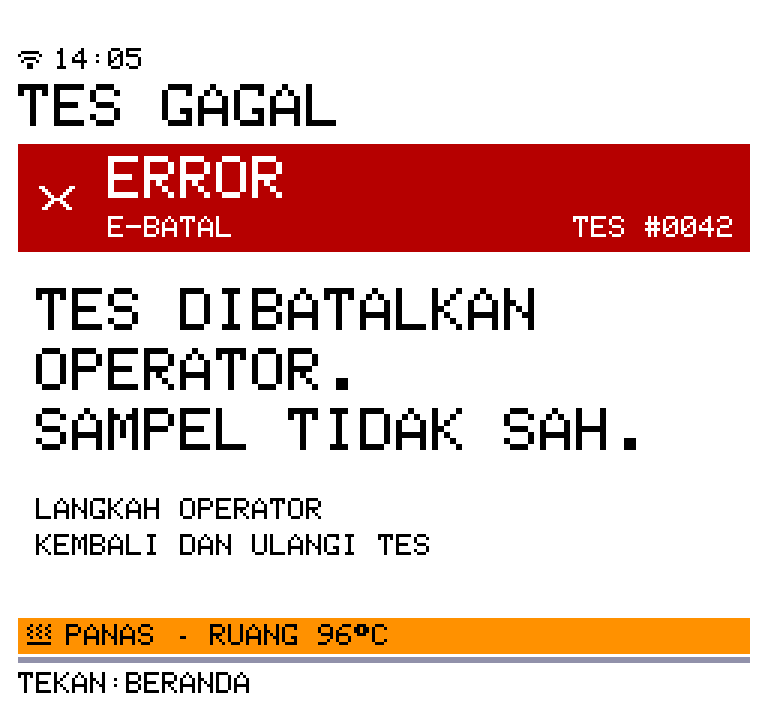 14:05
TES GAGAL
ERROR
E-BATAL TES #0042
TES DIBATALKAN
OPERATOR.
SAMPEL TIDAK SAH.
LANGKAH OPERATOR
KEMBALI DAN ULANGI TES
PANAS - RUANG 96°C
TEKAN:BERANDA